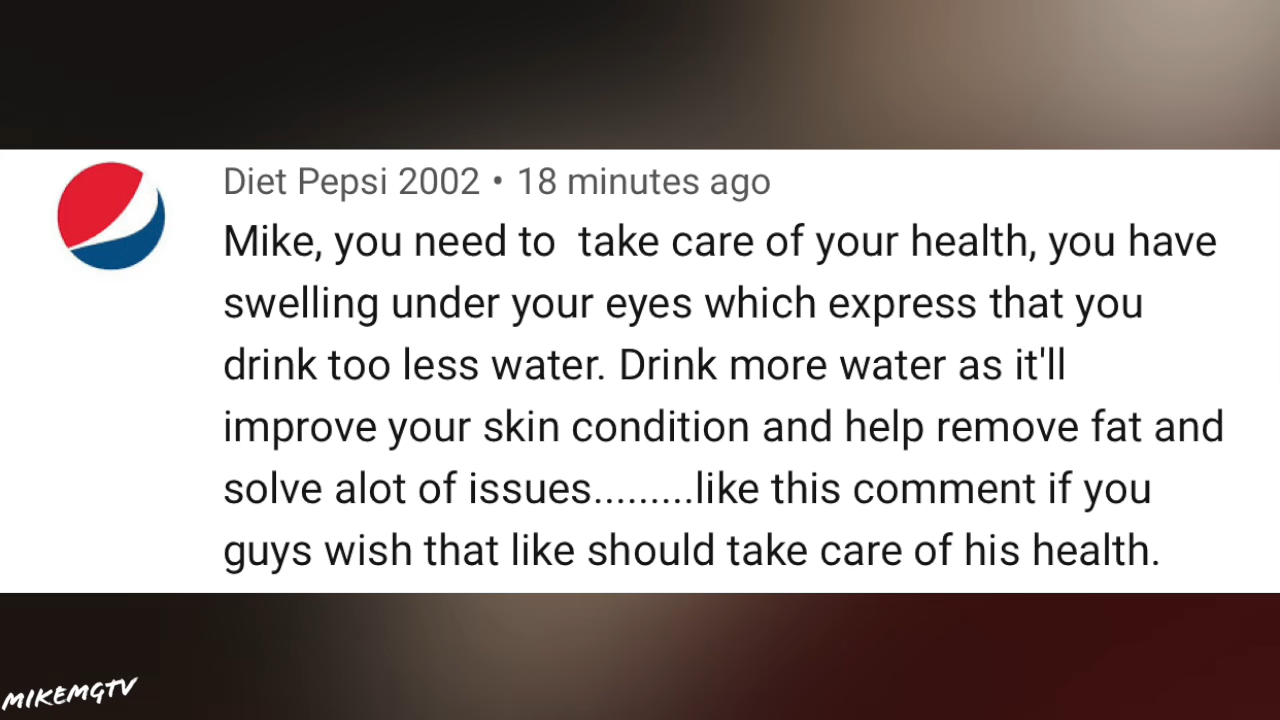 Diet Pepsi 2002 • 18 minutes ago
Mike, you need to  take care of your health, you have
swelling under your eyes which express that you
drink too less water. Drink more water as it'll
improve your skin condition and help remove fat and
solve alot of issues.........like this comment if you
guys wish that like should take care of his health.
MIKEMGTV